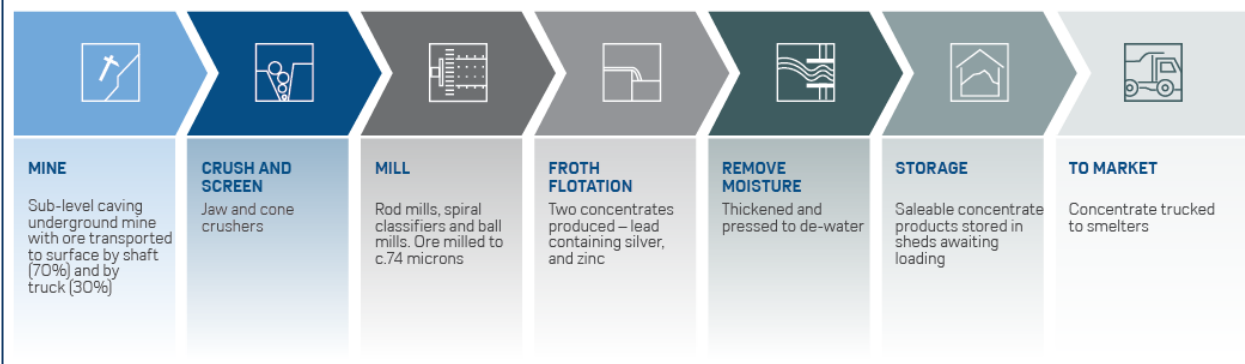 MINE
Sub-level caving
underground mine
with ore transported
to surface by shaft
(70%) and by
truck (30%)
CRUSH AND
SCREEN
Jaw and cone
crushers
MILL
Rod mills, spiral
classifiers and ball
mills. Ore milled to
c.74 microns
FROTH
FLOTATION
Two concentrates
produced – lead
containing silver,
and zinc
REMOVE
MOISTURE
Thickened and
pressed to de-water
STORAGE
Saleable concentrate
products stored in
sheds awaiting
loading
TO MARKET
Concentrate trucked
to smelters